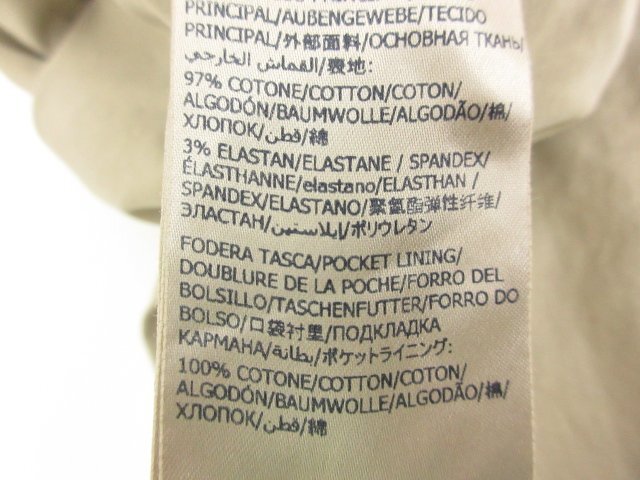 PRINCIPAL/AUBENGEWEBE/TECIDO
PRINCIPAL/外部面料/ОСНОВНАЯ ТКАНЬ/
القماش الخارجي/表地:
97% COTONE/COTTON/COTON/
ALGODÓN/BAUMWOLLE/ALGODÃO/棉/
ХЛОПОК/قطن/綿
3% ELASTAN/ELASTANE / SPANDEX/
ÉLASTHANNE/elastano/ELASTHAN /
SPANDEX/ELASTANO/聚氨酯弹性纤维/
ЭЛАСТАН/إيلاستين/ポリウレタン
FODERA TASCA/POCKET LINING/
DOUBLURE DE LA POCHE/FORRO DEL
BOLSILLO/TASCHENFUTTER/FORRO DO
BOLSO/口袋衬里/ПОДКЛАДКА
КАРМАНА/بطانة/ポケットライニング:
100% COTONE/COTTON/COTON/
ALGODÓN/BAUMWOLLE/ALGODÃO/棉/
ХЛОПОК/قطن/綿